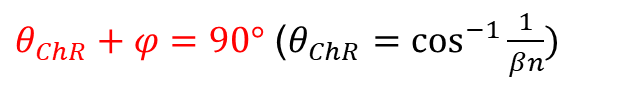 θ_ChR + φ = 90° (θ_ChR = cos⁻¹ 1/βn)